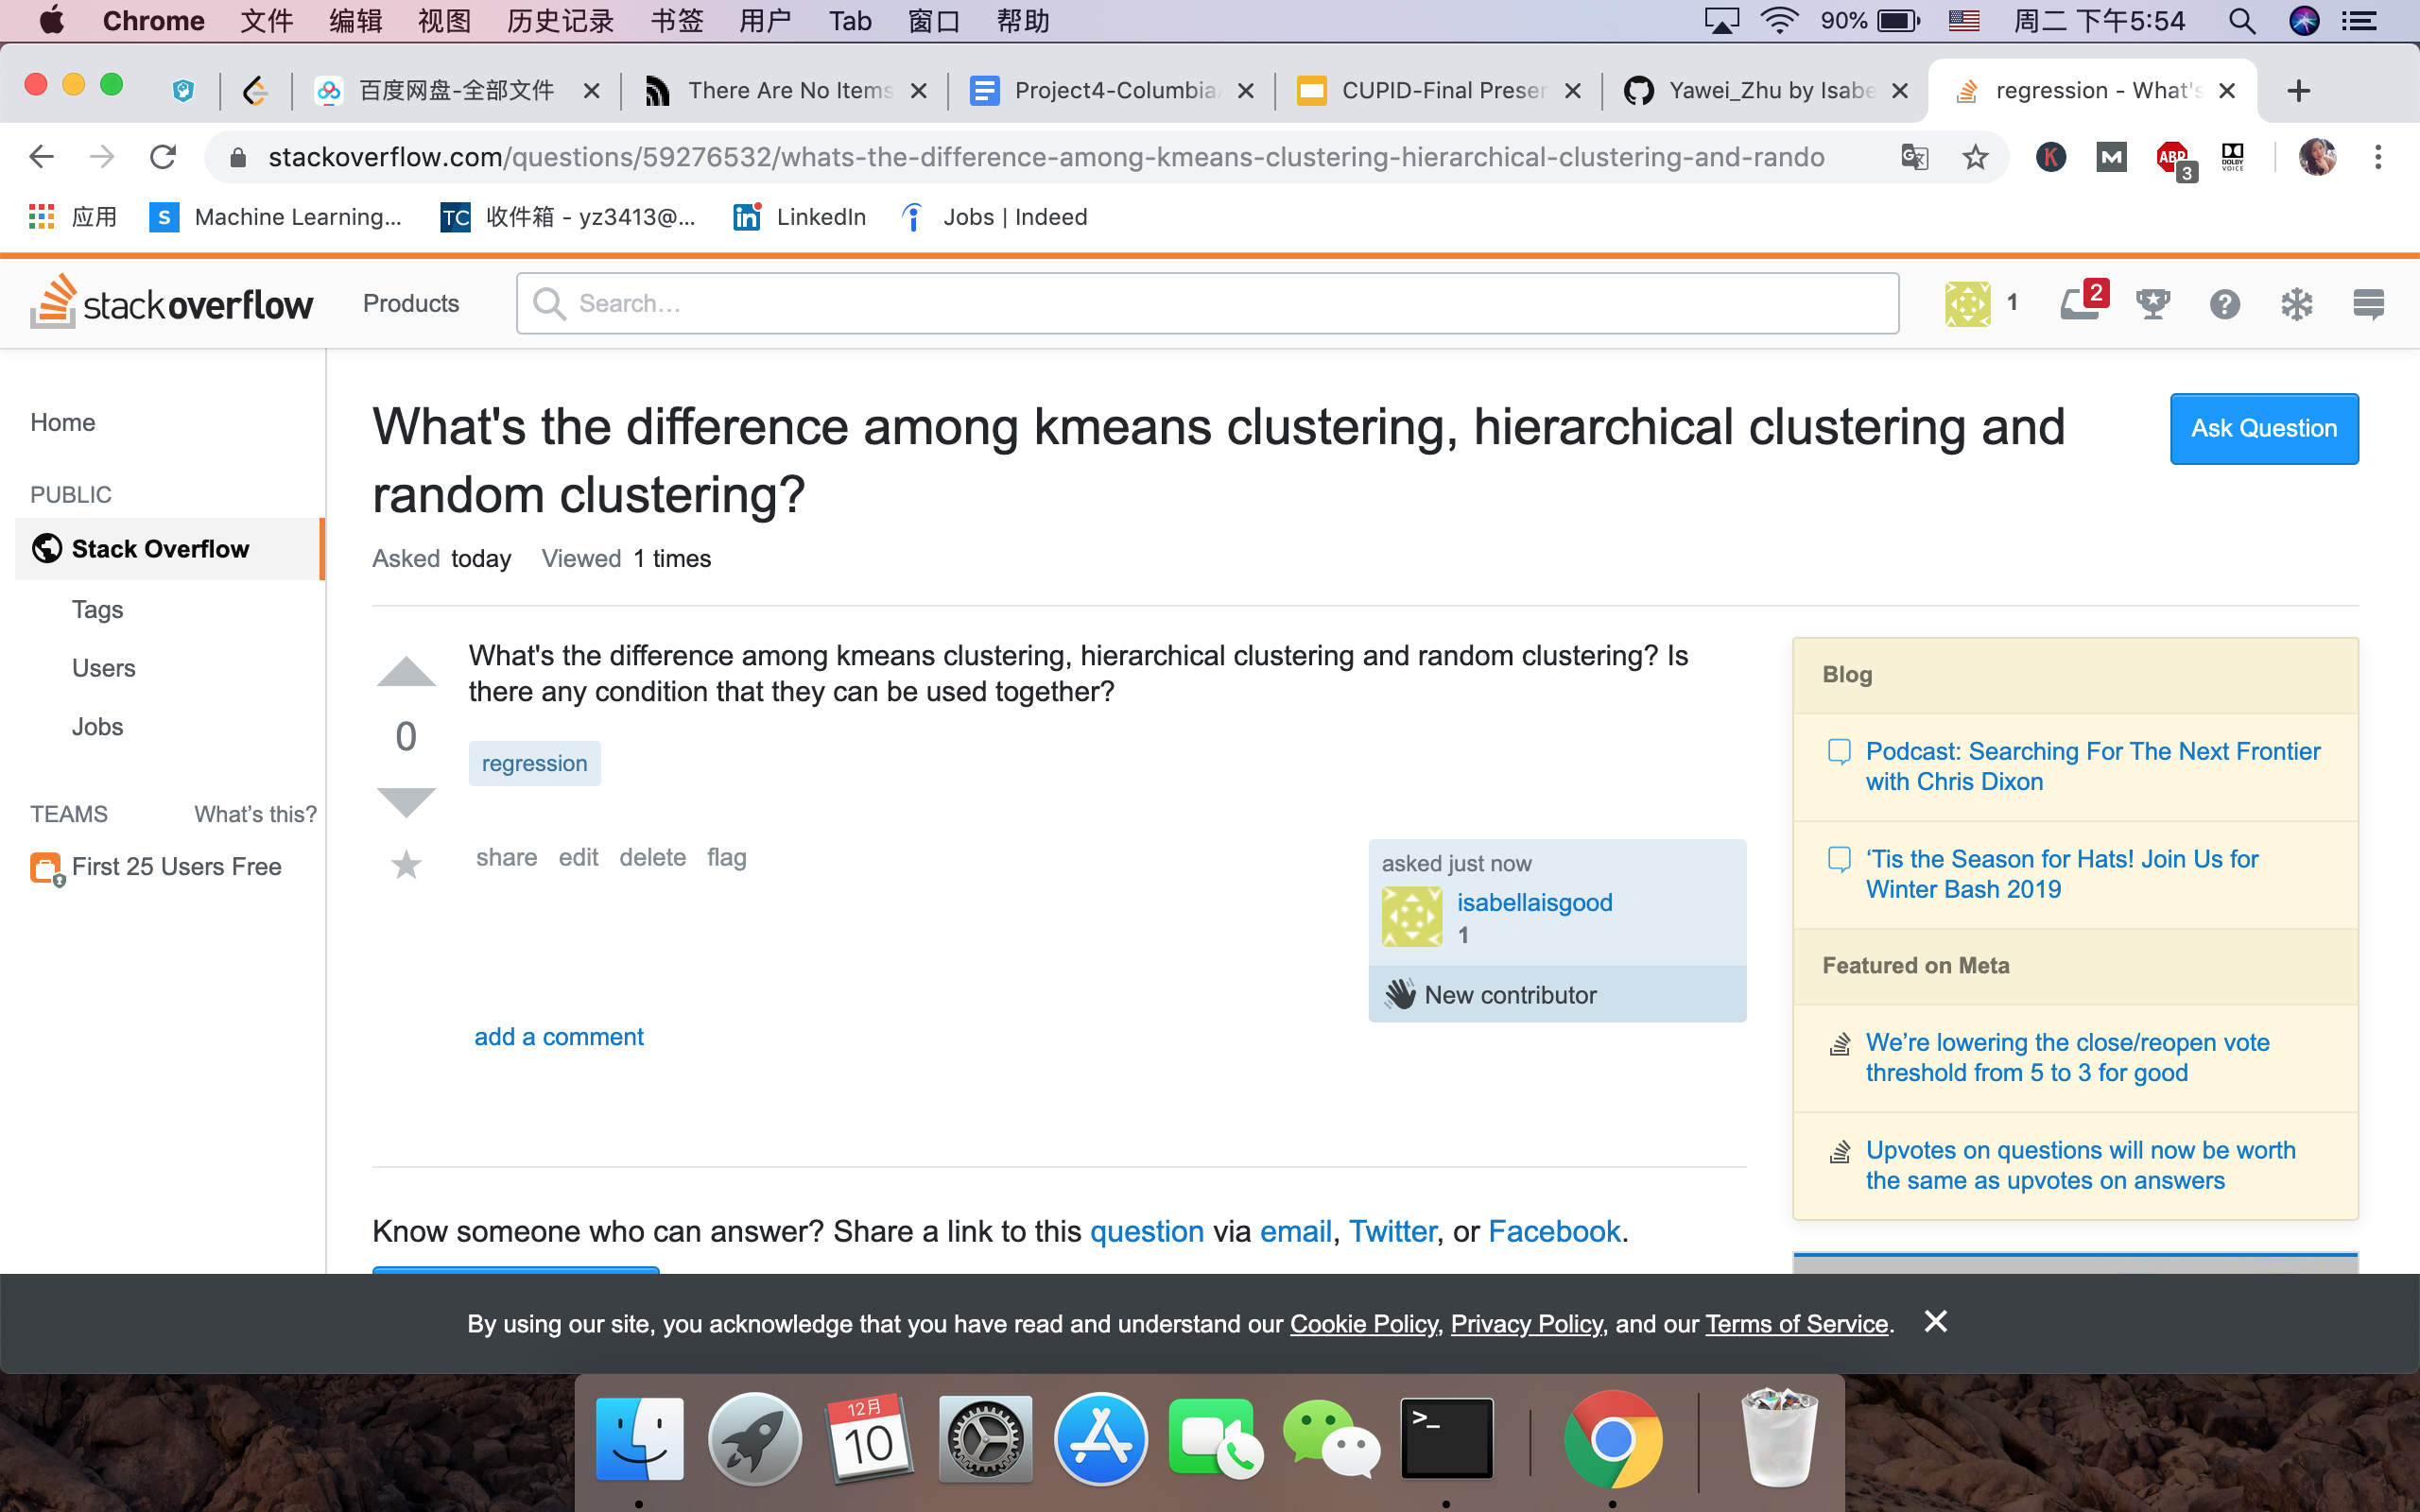 Chrome 文件 编辑 视图 历史记录 书签 用户 Tab 窗口 帮助 90% 周二 下午5:54
百度网盘-全部文件 There Are No Items Project4-Columbia CUPID-Final Presen Yawei_Zhu by Isabe regression - What's
stackoverflow.com/questions/59276532/whats-the-difference-among-kmeans-clustering-hierarchical-clustering-and-rando K M ABP 3 DOLBY VOICE
应用 S Machine Learning... TC 收件箱 - yz3413@... in LinkedIn Jobs | Indeed
stackoverflow Products Search... 1 2
Home
PUBLIC
Stack Overflow
Tags
Users
Jobs
TEAMS What's this?
First 25 Users Free
What's the difference among kmeans clustering, hierarchical clustering and
random clustering?
Ask Question
Asked today Viewed 1 times
What's the difference among kmeans clustering, hierarchical clustering and random clustering? Is
there any condition that they can be used together?
0
regression
share edit delete flag
asked just now
isabellaisgood
1
New contributor
add a comment
Know someone who can answer? Share a link to this question via email, Twitter, or Facebook.
Blog
Podcast: Searching For The Next Frontier
with Chris Dixon
‘Tis the Season for Hats! Join Us for
Winter Bash 2019
Featured on Meta
We’re lowering the close/reopen vote
threshold from 5 to 3 for good
Upvotes on questions will now be worth
the same as upvotes on answers
By using our site, you acknowledge that you have read and understand our Cookie Policy, Privacy Policy, and our Terms of Service.
12月
10
>_